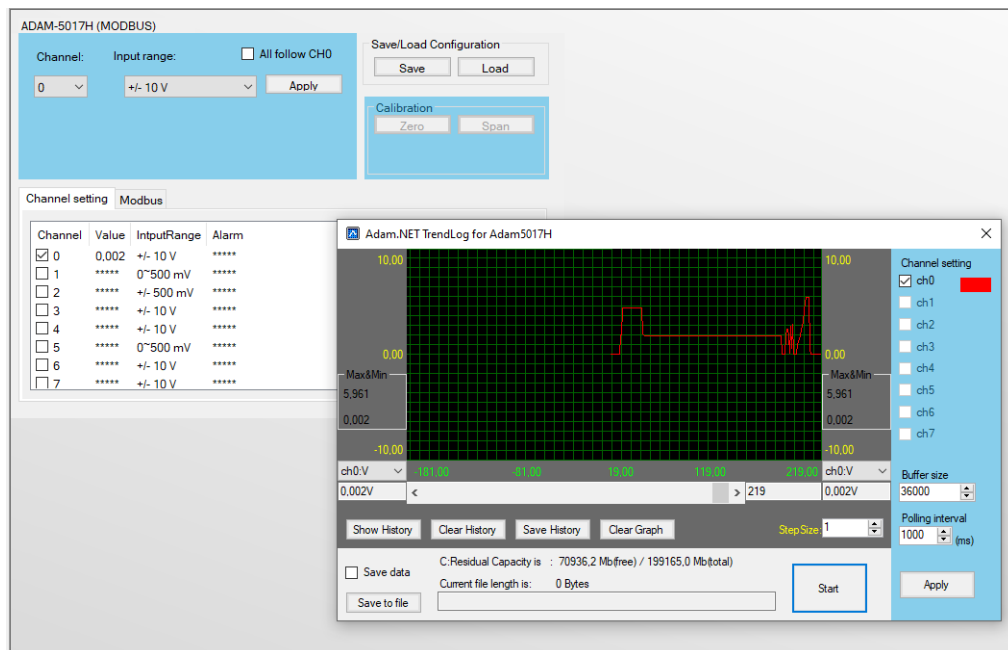 ADAM-5017H (MODBUS)
Channel: Input range: All follow CH0
0 +/- 10 V Apply
Save/Load Configuration
Save Load
Calibration
Zero Span
Channel setting Modbus
Channel Value IntputRange Alarm
0 0,002 +/- 10 V *****
1 ***** 0~500 mV *****
2 ***** +/- 500 mV *****
3 ***** +/- 10 V *****
4 ***** +/- 10 V *****
5 ***** 0~500 mV *****
6 ***** +/- 10 V *****
7 ***** +/- 10 V *****
Adam.NET TrendLog for Adam5017H
10,00 10,00
0,00 0,00
Max&Min Max&Min
5,961 5,961
0,002 0,002
-10,00 -10,00
ch0:V -181,00 -81,00 19,00 119,00 219,00 ch0:V
0,002V 219 0,002V
Show History Clear History Save History Clear Graph StepSize: 1
Save data
C:Residual Capacity is : 70936,2 Mb(free) / 199165,0 Mb(total)
Current file length is: 0 Bytes
Save to file
Start
Channel setting
ch0
ch1
ch2
ch3
ch4
ch5
ch6
ch7
Buffer size
36000
Polling interval
1000 (ms)
Apply